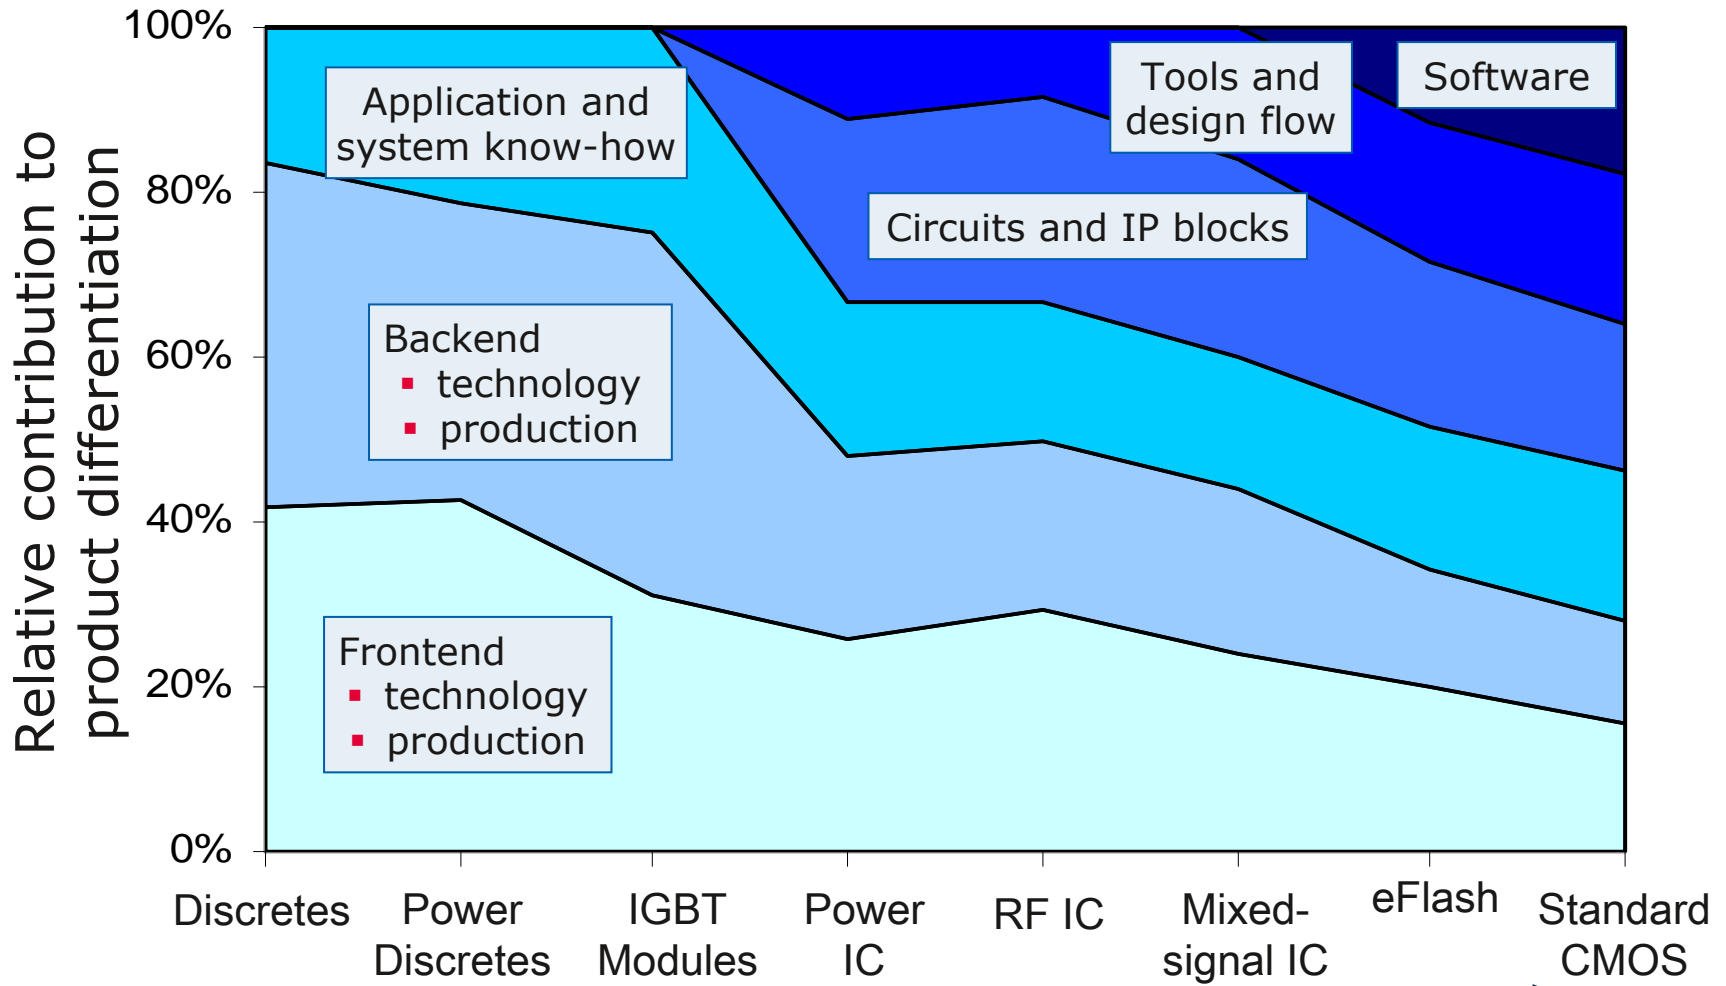 Relative contribution to
product differentiation
100%
80%
60%
40%
20%
0%
Application and
system know-how
Tools and
design flow
Software
Circuits and IP blocks
Backend
▪ technology
▪ production
Frontend
▪ technology
▪ production
Discretes
Power
Discretes
IGBT
Modules
Power
IC
RF IC
Mixed-
signal IC
eFlash
Standard
CMOS